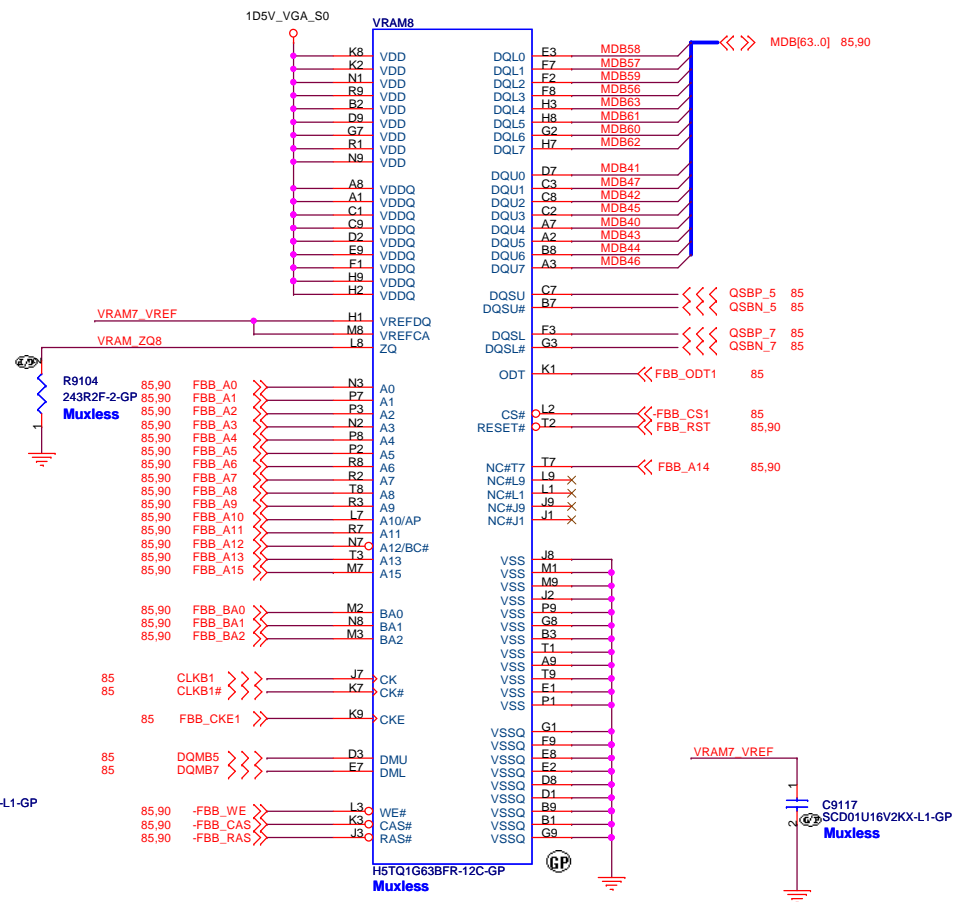 1D5V_VGA_S0
VRAM8
K8 VDD DQL0 E3 MDB58 MDB[63..0] 85,90
K2 VDD DQL1 F7 MDB57
N1 VDD DQL2 F2 MDB59
R9 VDD DQL3 F8 MDB56
B2 VDD DQL4 H3 MDB63
D9 VDD DQL5 H8 MDB61
G7 VDD DQL6 G2 MDB60
R1 VDD DQL7 H7 MDB62
N9 VDD
DQU0 D7 MDB41
A8 VDDQ DQU1 C3 MDB47
A1 VDDQ DQU2 C8 MDB42
C1 VDDQ DQU3 C2 MDB45
C9 VDDQ DQU4 A7 MDB40
D2 VDDQ DQU5 A2 MDB43
E9 VDDQ DQU6 B8 MDB44
F1 VDDQ DQU7 A3 MDB46
H9 VDDQ
H2 VDDQ DQSU C7 QSBP_5 85
DQSU# B7 QSBN_5 85
VRAM7_VREF H1 VREFDQ
M8 VREFCA DQSL F3 QSBP_7 85
VRAM_ZQ8 L8 ZQ DQSL# G3 QSBN_7 85
2
R9104
243R2F-2-GP
Muxless
1
ODT K1 FBB_ODT1 85
85,90 FBB_A0 N3 A0
85,90 FBB_A1 P7 A1
85,90 FBB_A2 P3 A2 CS# L2 -FBB_CS1 85
85,90 FBB_A3 N2 A3 RESET# T2 FBB_RST 85,90
85,90 FBB_A4 P8 A4
85,90 FBB_A5 P2 A5
85,90 FBB_A6 R8 A6 NC#T7 T7 FBB_A14 85,90
85,90 FBB_A7 R2 A7 NC#L9 L9
85,90 FBB_A8 T8 A8 NC#L1 L1
85,90 FBB_A9 R3 A9 NC#J9 J9
85,90 FBB_A10 L7 A10/AP NC#J1 J1
85,90 FBB_A11 R7 A11
85,90 FBB_A12 N7 A12/BC#
85,90 FBB_A13 T3 A13 VSS J8
85,90 FBB_A15 M7 A15 VSS M1
VSS M9
VSS J2
85,90 FBB_BA0 M2 BA0 VSS P9
85,90 FBB_BA1 N8 BA1 VSS G8
85,90 FBB_BA2 M3 BA2 VSS B3
VSS T1
VSS A9
85 CLKB1 J7 CK VSS T9
85 CLKB1# K7 CK# VSS E1
VSS P1
85 FBB_CKE1 K9 CKE
VSSQ G1
VSSQ F9
85 DQMB5 D3 DMU VSSQ E8
85 DQMB7 E7 DML VSSQ E2
VSSQ D8
VSSQ D1
85,90 -FBB_WE L3 WE# VSSQ B9
85,90 -FBB_CAS K3 CAS# VSSQ B1
85,90 -FBB_RAS J3 RAS# VSSQ G9
-L1-GP
GP
H5TQ1G63BFR-12C-GP
Muxless
VRAM7_VREF
1
C9117
2 SCD01U16V2KX-L1-GP
Muxless